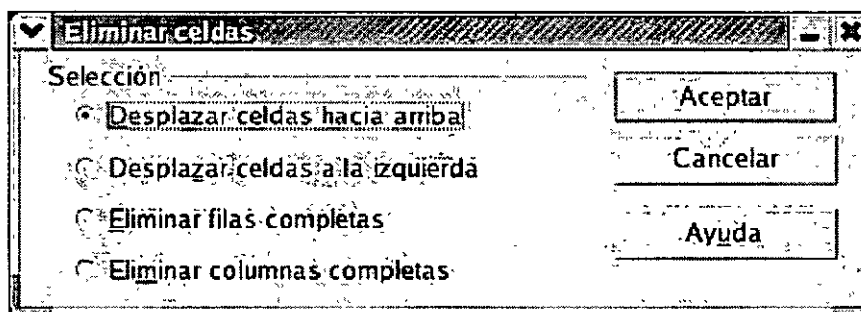 Eliminar celdas
Selección
Desplazar celdas hacia arriba
Desplazar celdas a la izquierda
Eliminar filas completas
Eliminar columnas completas
Aceptar
Cancelar
Ayuda